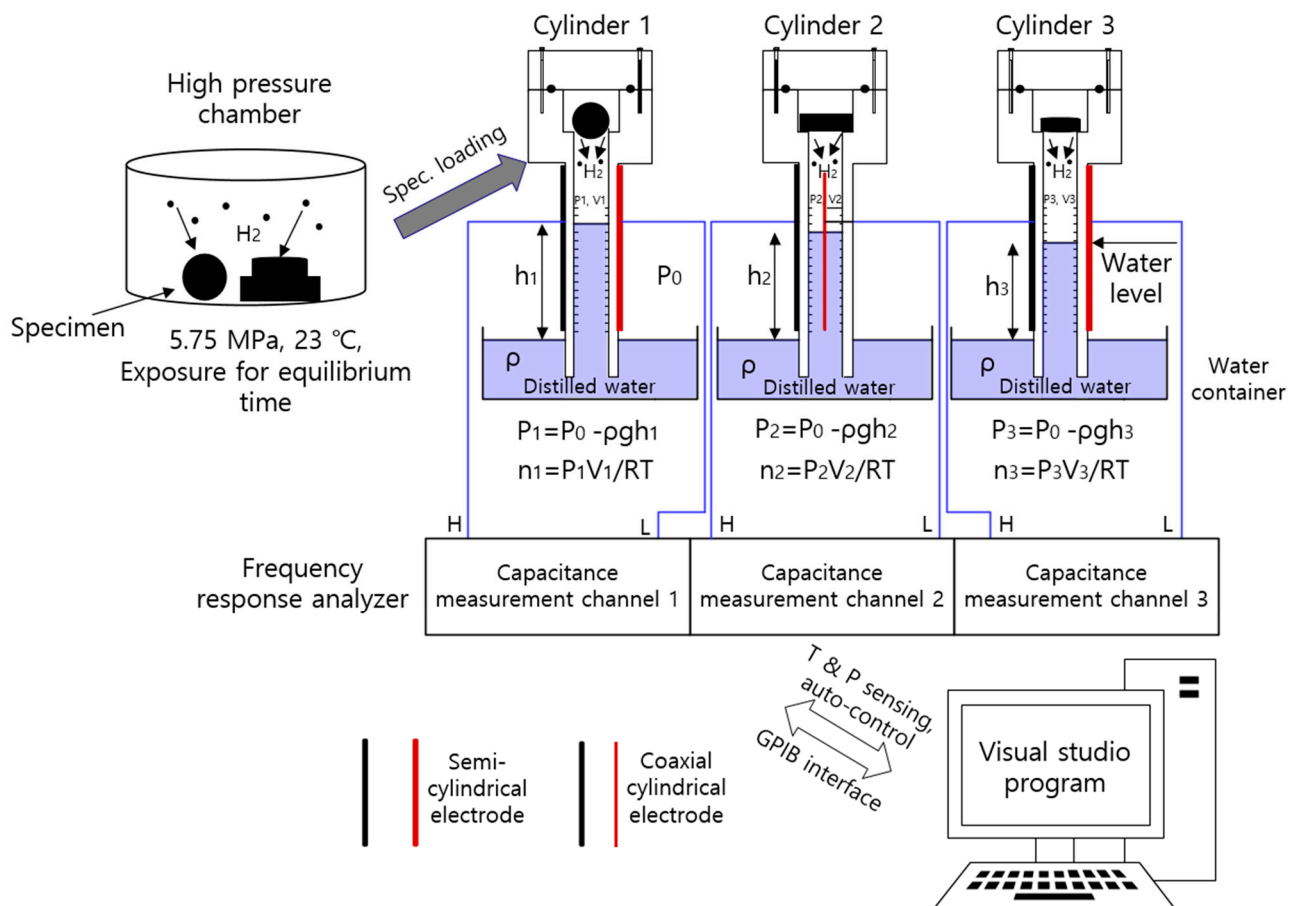 Cylinder 1
Cylinder 2
Cylinder 3
High pressure
chamber
H2
Specimen
5.75 MPa, 23 ℃,
Exposure for equilibrium
time
Spec. loading
H2
P1, V1
h1
P0
ρ
Distilled water
P1=P0 -ρgh1
n1=P1V1/RT
H2
P2, V2
h2
ρ
Distilled water
P2=P0 -ρgh2
n2=P2V2/RT
H2
P3, V3
h3
Water
level
ρ
Distilled water
Water
container
P3=P0 -ρgh3
n3=P3V3/RT
H
L
H
L
H
L
Frequency
response analyzer
Capacitance
measurement channel 1
Capacitance
measurement channel 2
Capacitance
measurement channel 3
T & P sensing,
auto-control
GPIB interface
Semi-
cylindrical
electrode
Coaxial
cylindrical
electrode
Visual studio
program